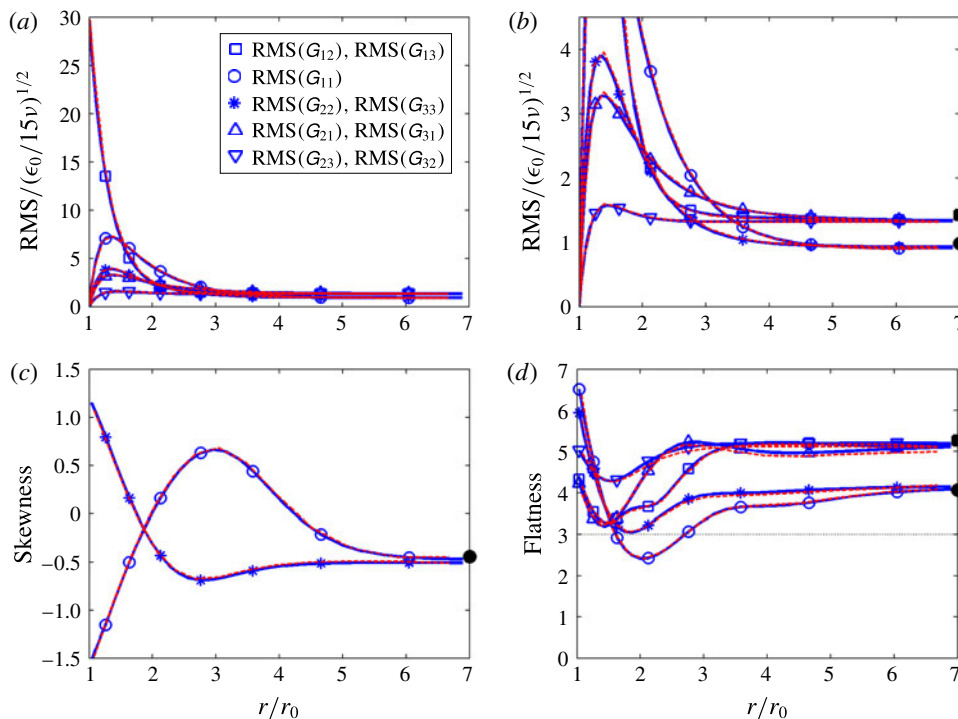 (a)
RMS/(ϵ0/15ν)^1/2
30
25
20
15
10
5
0
1 2 3 4 5 6 7
RMS(G12), RMS(G13)
RMS(G11)
RMS(G22), RMS(G33)
RMS(G21), RMS(G31)
RMS(G23), RMS(G32)
(b)
RMS/(ϵ0/15ν)^1/2
4
3
2
1
0
1 2 3 4 5 6 7
(c)
Skewness
1.5
1.0
0.5
0
−0.5
−1.0
−1.5
1 2 3 4 5 6 7
r/r0
(d)
Flatness
7
6
5
4
3
2
1
0
1 2 3 4 5 6 7
r/r0